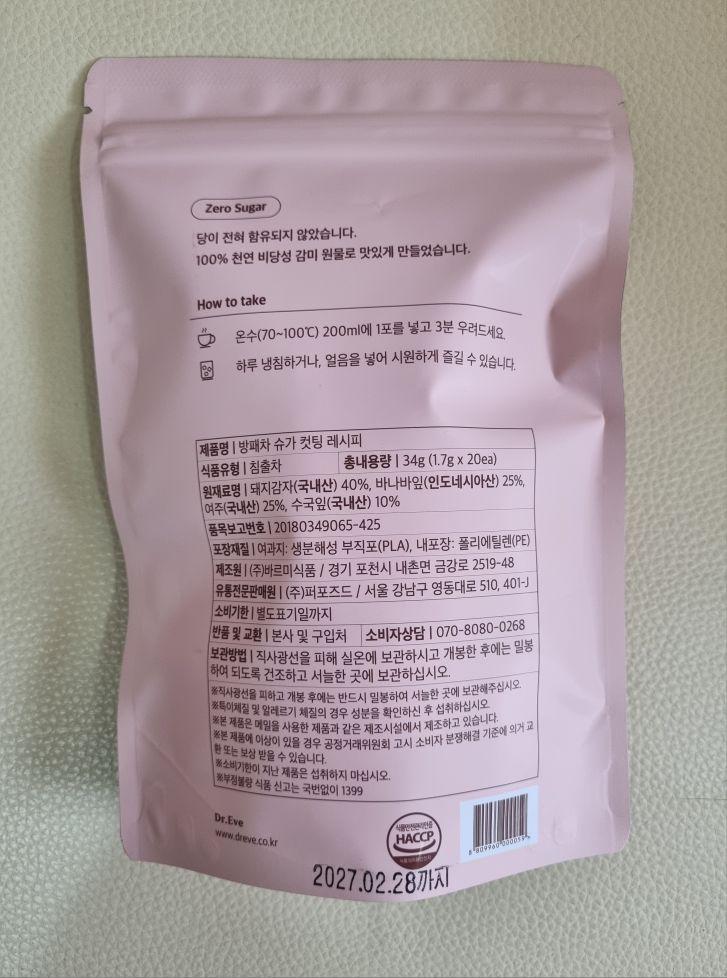 Zero Sugar
당이 전혀 함유되지 않았습니다.
100% 천연 비당성 감미 원물로 맛있게 만들었습니다.
How to take
온수(70~100℃) 200ml에 1포를 넣고 3분 우려드세요.
하루 냉침하거나, 얼음을 넣어 시원하게 즐길 수 있습니다.
제품명 | 방패차 슈가 컷팅 레시피
식품유형 | 침출차 총내용량 | 34g (1.7g x 20ea)
원재료명 | 돼지감자(국내산) 40%, 바나바잎(인도네시아산) 25%,
여주(국내산) 25%, 수국잎(국내산) 10%
품목보고번호 | 20180349065-425
포장재질 | 여과지: 생분해성 부직포(PLA), 내포장: 폴리에틸렌(PE)
제조원 | (주)바르미식품 / 경기 포천시 내촌면 금강로 2519-48
유통전문판매원 | (주)퍼포즈드 / 서울 강남구 영동대로 510, 401-J
소비기한 | 별도표기일까지
반품 및 교환 | 본사 및 구입처 소비자상담 | 070-8080-0268
보관방법 | 직사광선을 피해 실온에 보관하시고 개봉한 후에는 밀봉
하여 되도록 건조하고 서늘한 곳에 보관하십시오.
※직사광선을 피하고 개봉 후에는 반드시 밀봉하여 서늘한 곳에 보관해주십시오.
※특이체질 및 알레르기 체질의 경우 성분을 확인하신 후 섭취하십시오.
※본 제품은 메밀을 사용한 제품과 같은 제조시설에서 제조하고 있습니다.
※본 제품에 이상이 있을 경우 공정거래위원회 고시 소비자 분쟁해결 기준에 의거 교
환 또는 보상 받을 수 있습니다.
※소비기한이 지난 제품은 섭취하지 마십시오.
※부정불량 식품 신고는 국번없이 1399
Dr.Eve
www.dreve.co.kr
식품안전관리인증
HACCP
식품의약품안전처
8 809960 000059
2027.02.28까지